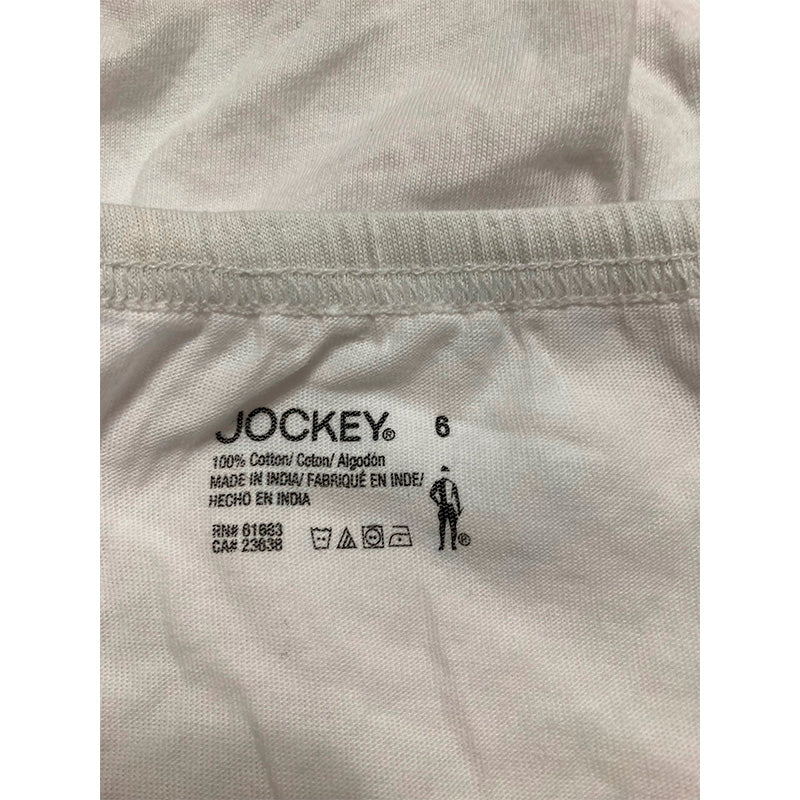 JOCKEY® 6
100% Cotton/ Coton/ Algodón
MADE IN INDIA/ FABRIQUÉ EN INDE/
HECHO EN INDIA
RN# 61683
CA# 23638
®